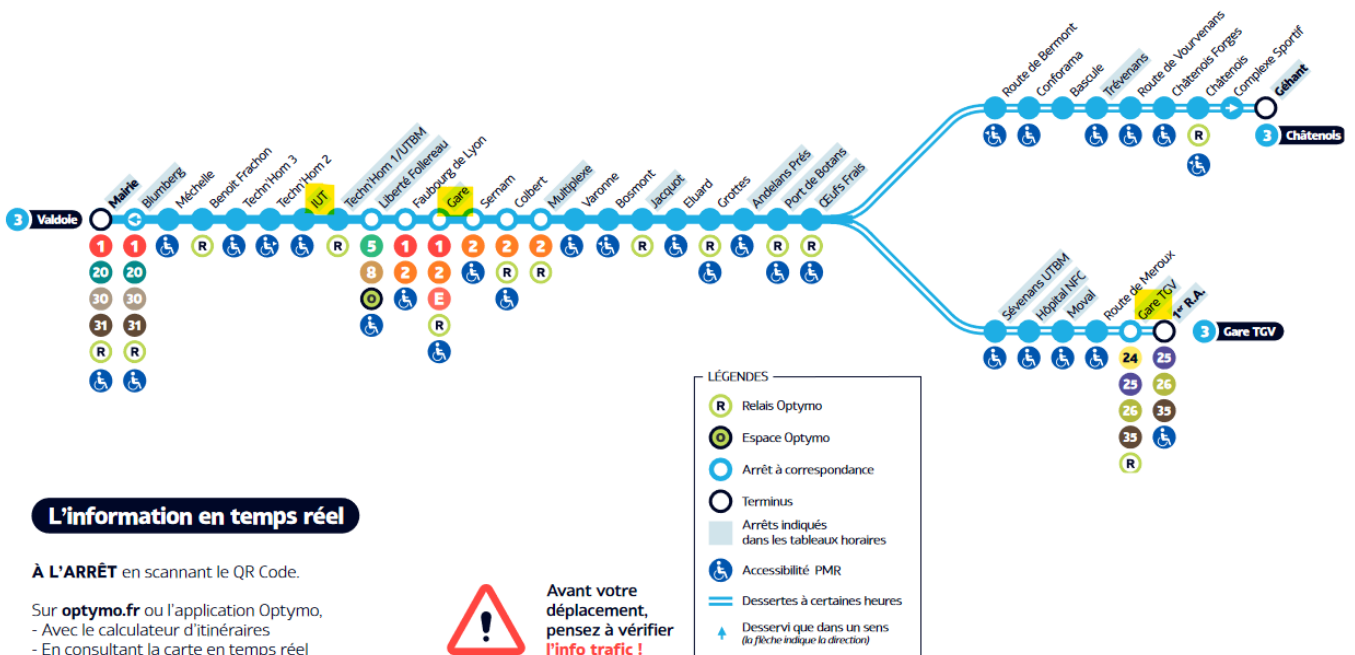 Route de Bermont
Conforama
Bascule
Trévenans
Route de Vourvenans
Châtenois Forges
Châtenois
Complexe Sportif
Géhant
3 Châtenois
3 Valdoie
Mairie
Blumberg
Méchelle
Benoit Frachon
Techn'Hom 3
Techn'Hom 2
IUT
Techn'Hom 1/UTBM
Liberté Follereau
Faubourg de Lyon
Gare
Sernam
Colbert
Multiplexe
Varonne
Bosmont
Jacquot
Eluard
Grottes
Andelans Prés
Port de Botans
Œufs Frais
1 1 R R 5 1 1 2 2 2 R R R R
20 20 8 2 2 R R
30 30 O E
31 31 R
R R
R
Sévenans UTBM
Hôpital NFC
Moval
Route de Meroux
Gare TGV
1er R.A.
3 Gare TGV
24 25
25 26
26 35
35
R
LÉGENDES
R Relais Optymo
O Espace Optymo
Arrêt à correspondance
Terminus
Arrêts indiqués
dans les tableaux horaires
Accessibilité PMR
Dessertes à certaines heures
Desservi que dans un sens
(la flèche indique la direction)
L'information en temps réel
À L'ARRÊT en scannant le QR Code.
Sur optymo.fr ou l'application Optymo,
- Avec le calculateur d'itinéraires
- En consultant la carte en temps réel
Avant votre
déplacement,
pensez à vérifier
l'info trafic !